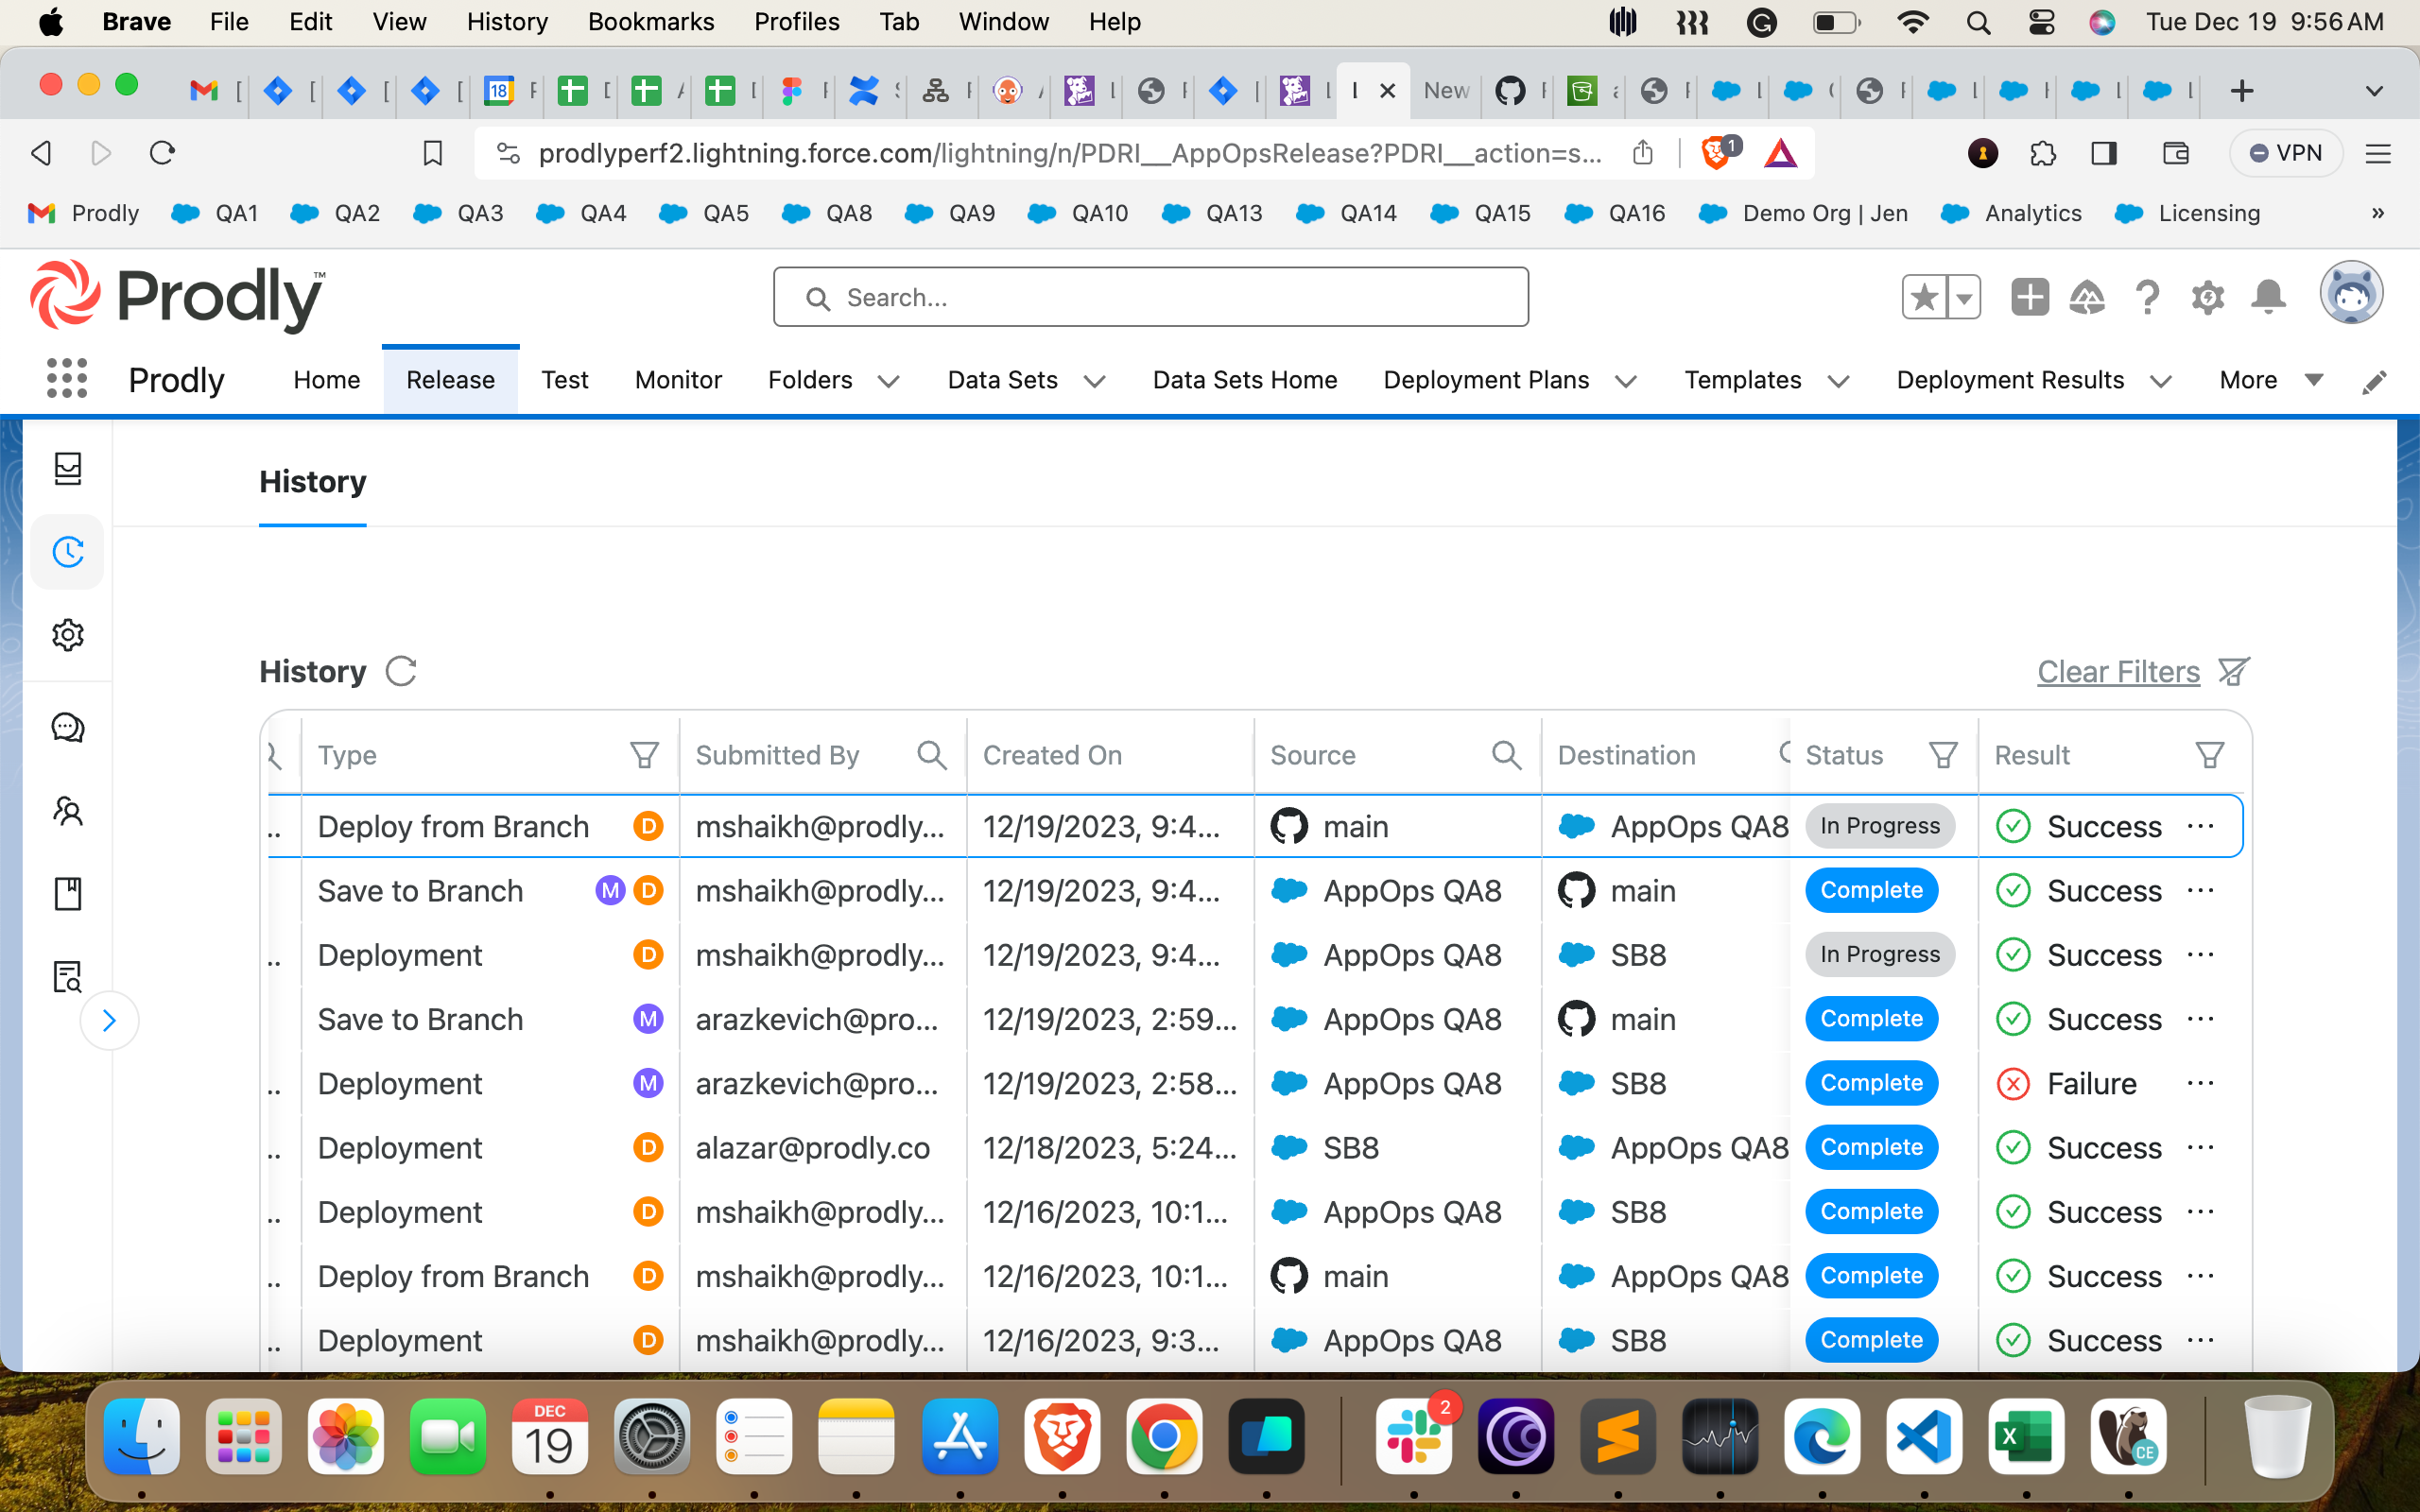 Brave File Edit View History Bookmarks Profiles Tab Window Help Tue Dec 19 9:56 AM
18 New
prodlyperf2.lightning.force.com/lightning/n/PDRI__AppOpsRelease?PDRI__action=s... 1 VPN
Prodly QA1 QA2 QA3 QA4 QA5 QA8 QA9 QA10 QA13 QA14 QA15 QA16 Demo Org | Jen Analytics Licensing »
Prodly™ Search...
Prodly Home Release Test Monitor Folders Data Sets Data Sets Home Deployment Plans Templates Deployment Results More
History
History Clear Filters
Type Submitted By Created On Source Destination Status Result
.. Deploy from Branch D mshaikh@prodly... 12/19/2023, 9:4... main AppOps QA8 In Progress Success ...
Save to Branch M D mshaikh@prodly... 12/19/2023, 9:4... AppOps QA8 main Complete Success ...
.. Deployment D mshaikh@prodly... 12/19/2023, 9:4... AppOps QA8 SB8 In Progress Success ...
Save to Branch M arazkevich@pro... 12/19/2023, 2:59... AppOps QA8 main Complete Success ...
.. Deployment M arazkevich@pro... 12/19/2023, 2:58... AppOps QA8 SB8 Complete Failure ...
.. Deployment D alazar@prodly.co 12/18/2023, 5:24... SB8 AppOps QA8 Complete Success ...
.. Deployment D mshaikh@prodly... 12/16/2023, 10:1... AppOps QA8 SB8 Complete Success ...
.. Deploy from Branch D mshaikh@prodly... 12/16/2023, 10:1... main AppOps QA8 Complete Success ...
.. Deployment D mshaikh@prodly... 12/16/2023, 9:3... AppOps QA8 SB8 Complete Success ...
DEC 2
19 X CE